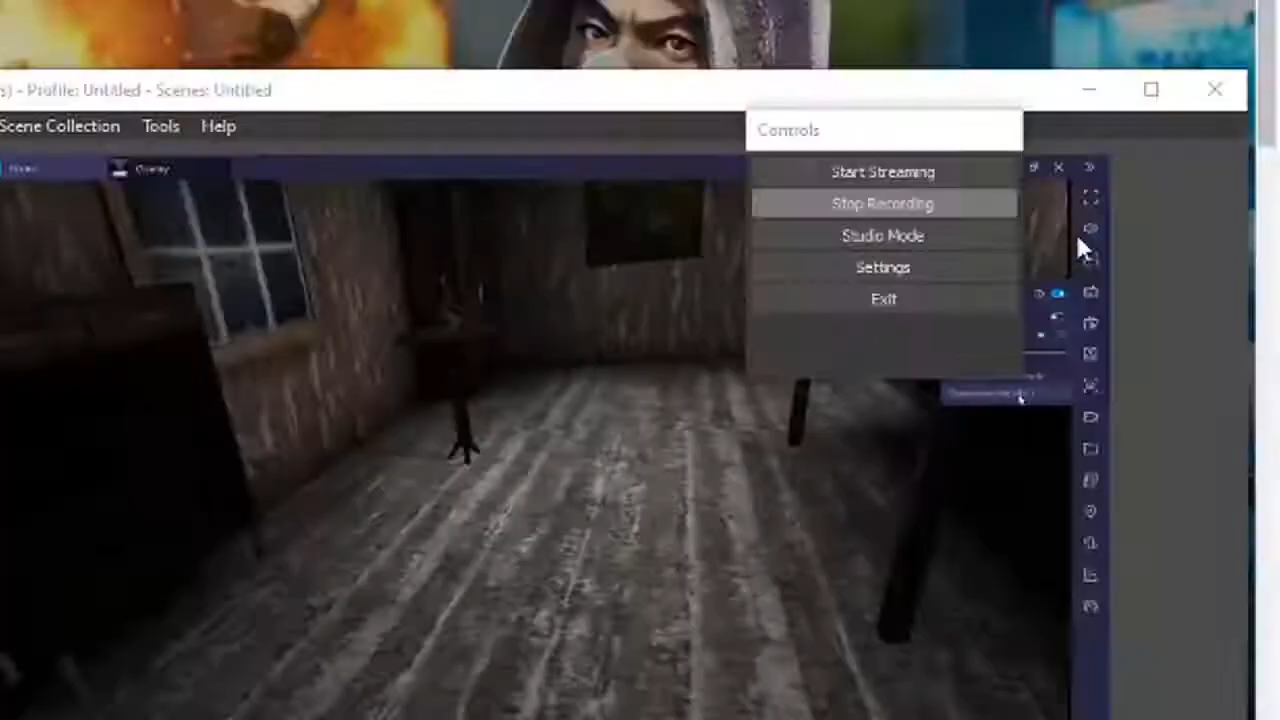 s) - Profile: Untitled - Scenes: Untitled
Scene Collection Tools Help
Controls
Start Streaming
Stop Recording
Studio Mode
Settings
Exit